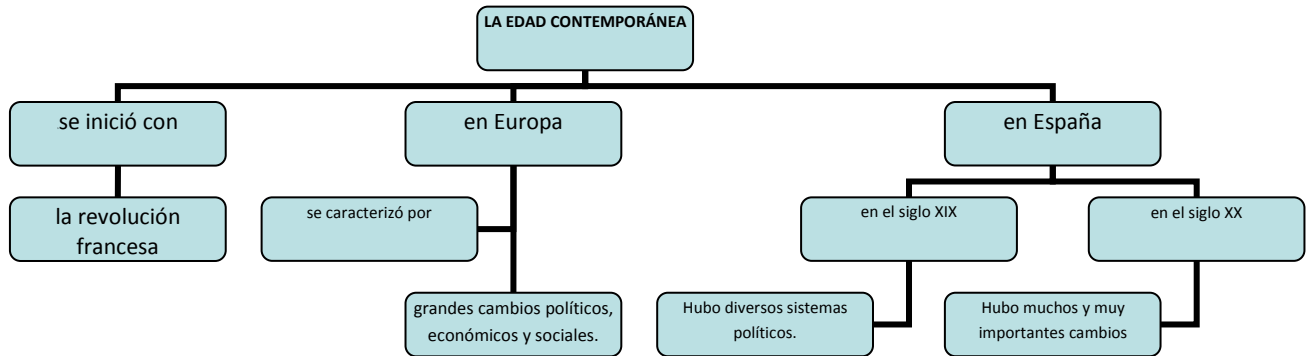 LA EDAD CONTEMPORÁNEA
se inició con
en Europa
en España
la revolución
francesa
se caracterizó por
en el siglo XIX
en el siglo XX
grandes cambios políticos,
económicos y sociales.
Hubo diversos sistemas
políticos.
Hubo muchos y muy
importantes cambios